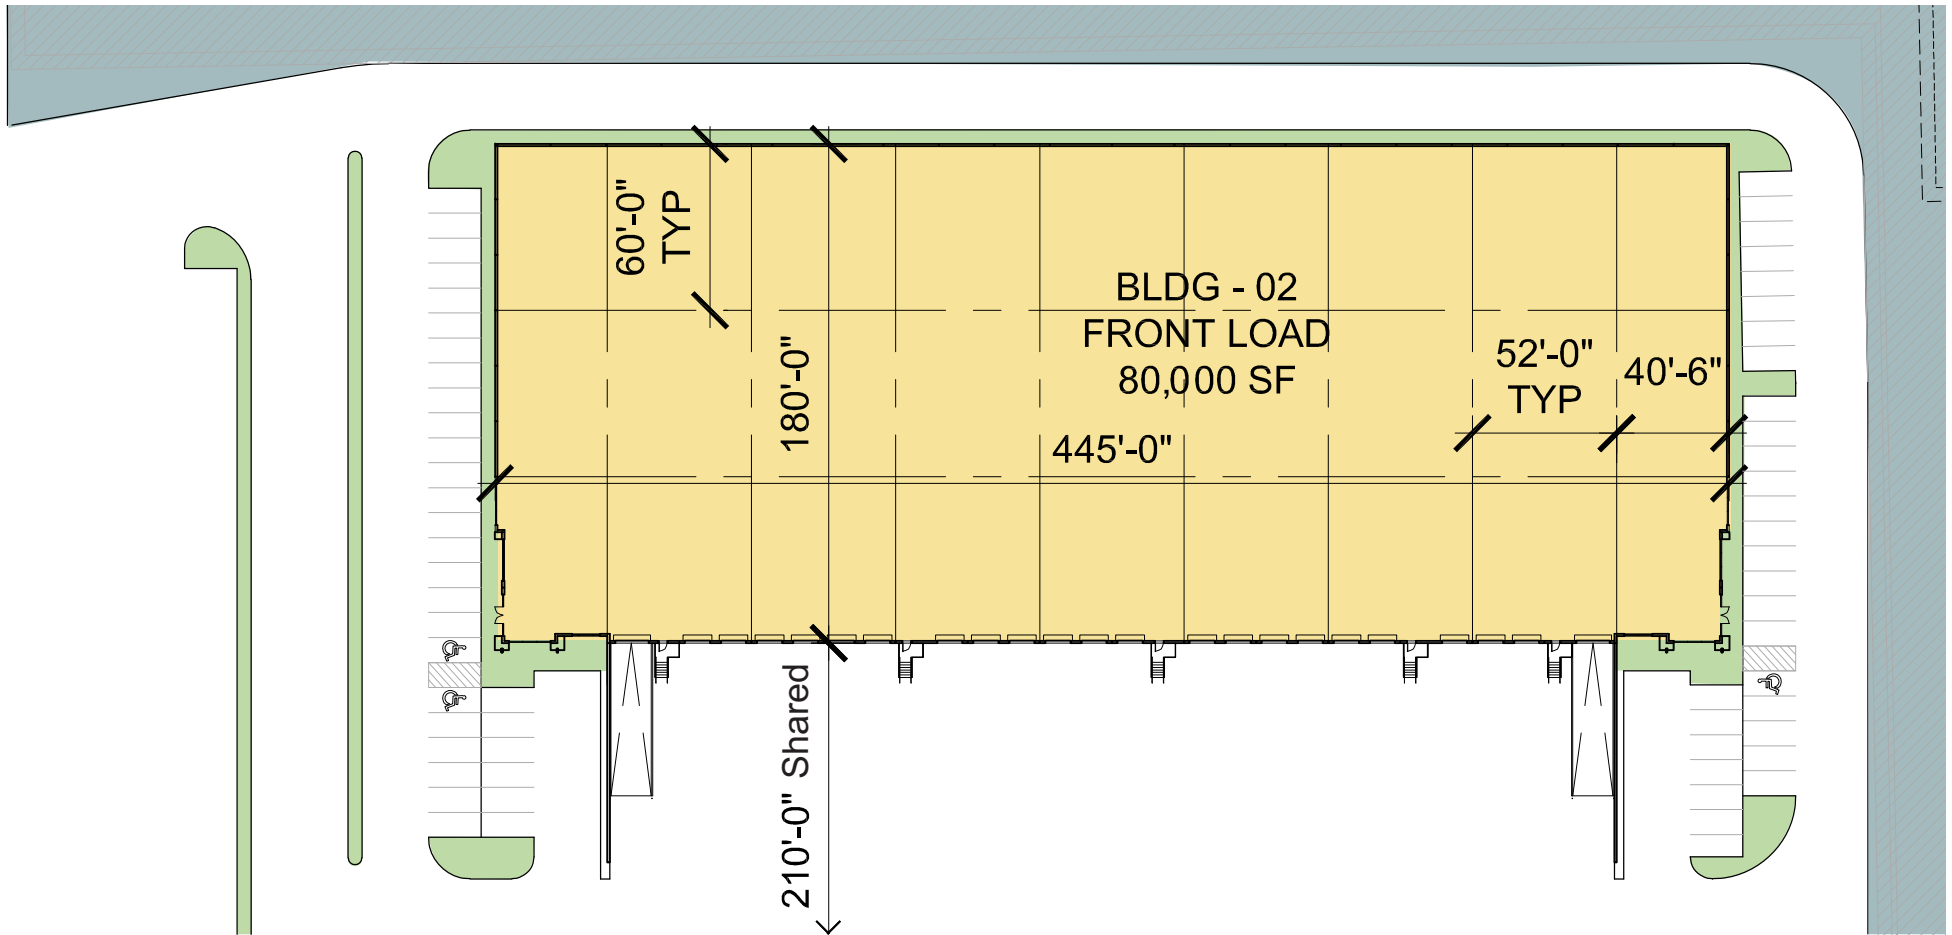 60'-0"
TYP
BLDG - 02
FRONT LOAD
80,000 SF
180'-0"
52'-0"
TYP
40'-6"
445'-0"
210'-0" Shared